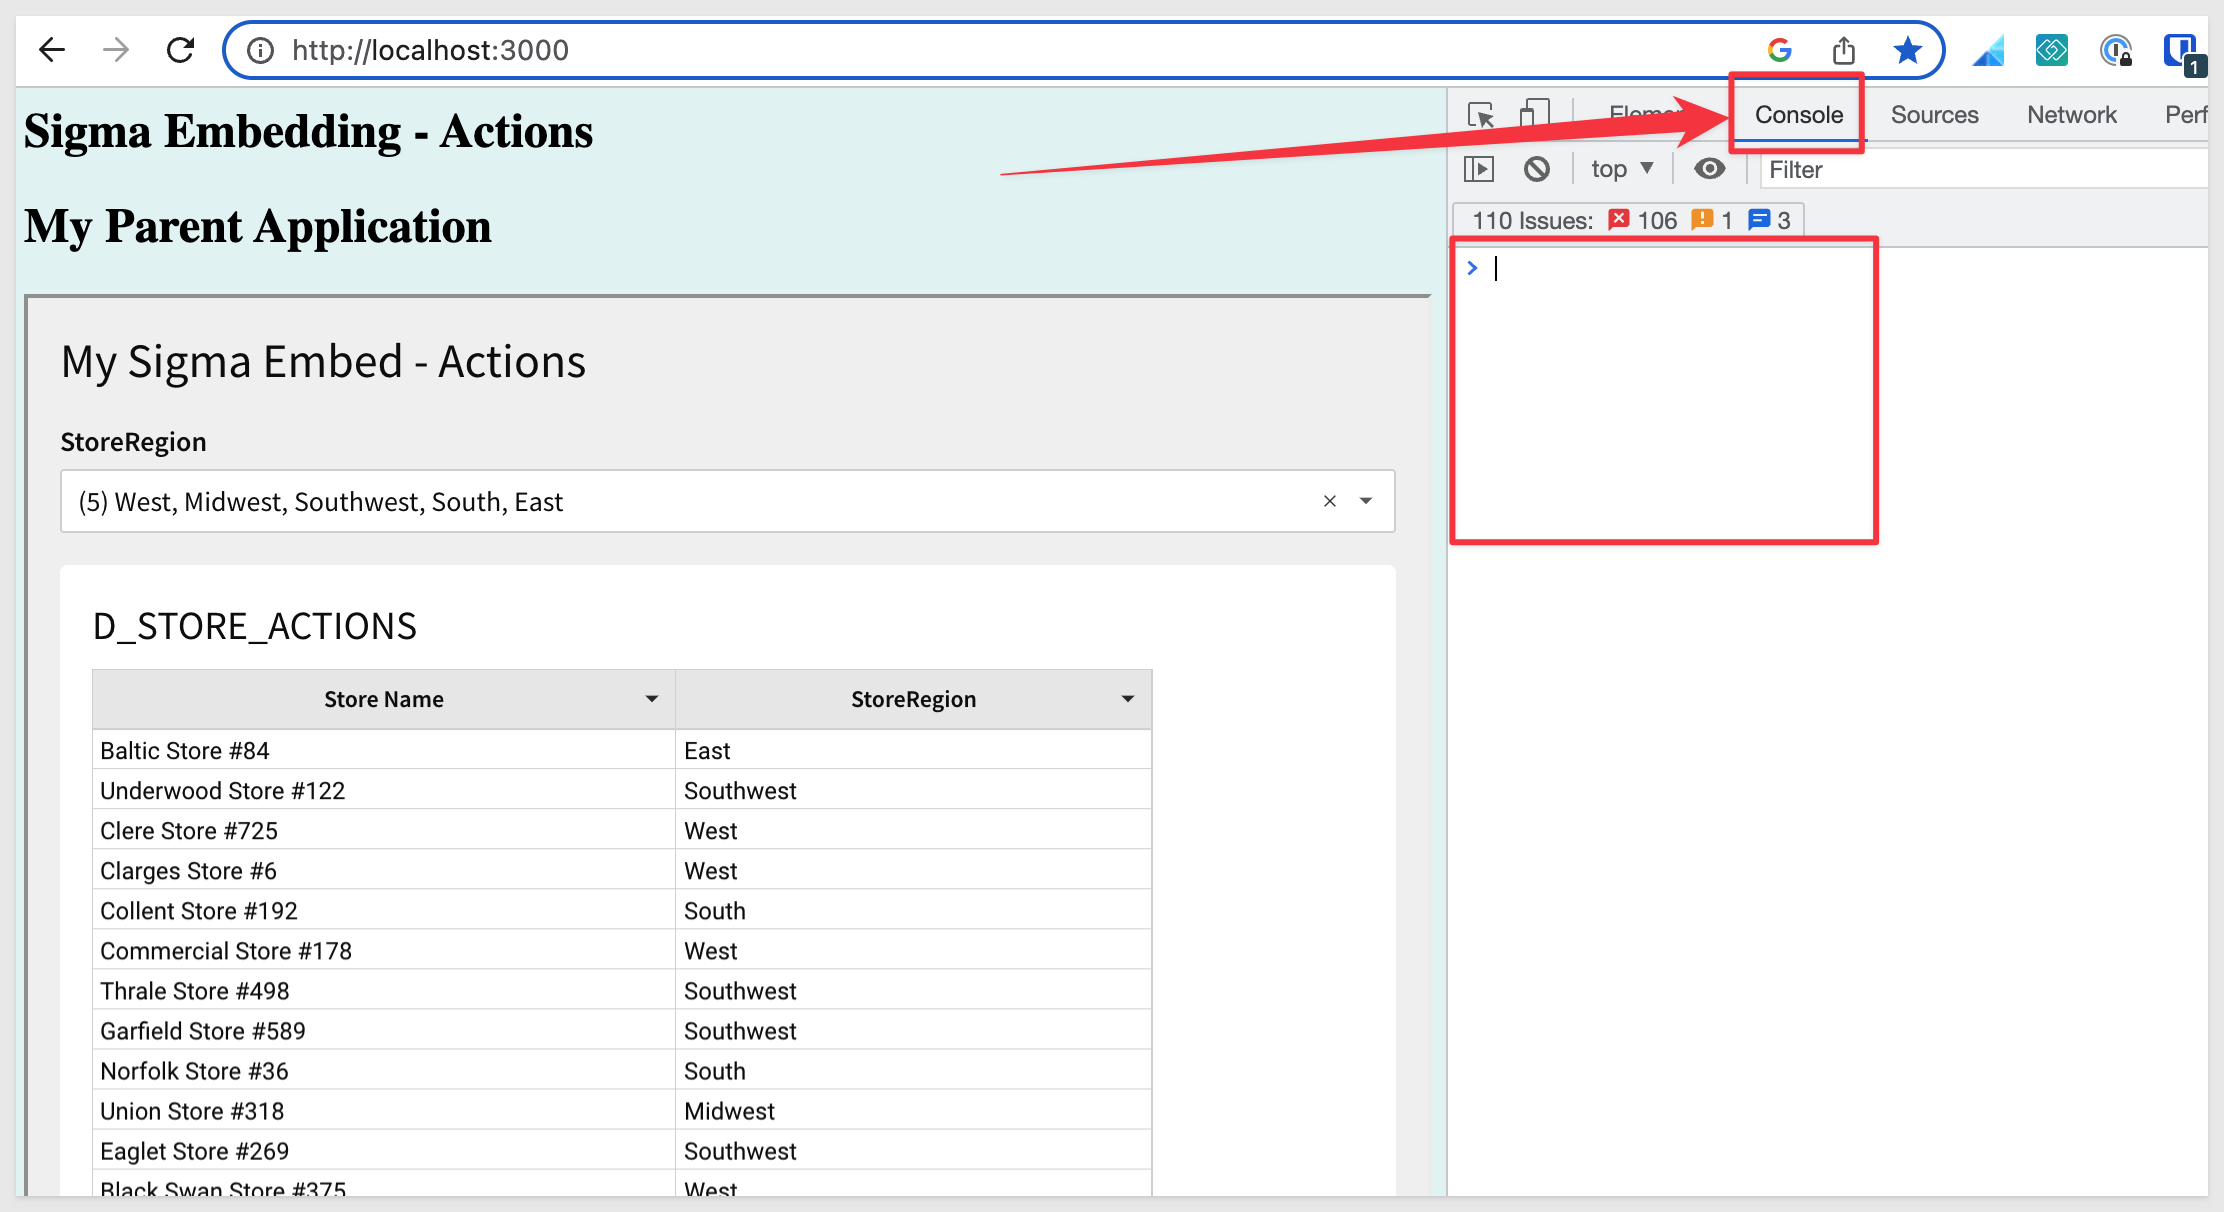 http://localhost:3000
1
Sigma Embedding - Actions
My Parent Application
My Sigma Embed - Actions
StoreRegion
(5) West, Midwest, Southwest, South, East
D_STORE_ACTIONS
Store Name StoreRegion
Baltic Store #84 East
Underwood Store #122 Southwest
Clere Store #725 West
Clarges Store #6 West
Collent Store #192 South
Commercial Store #178 West
Thrale Store #498 Southwest
Garfield Store #589 Southwest
Norfolk Store #36 South
Union Store #318 Midwest
Eaglet Store #269 Southwest
Black Swan Store #375 West
Console Sources Network Perf
top Filter
110 Issues: 106 1 3
>